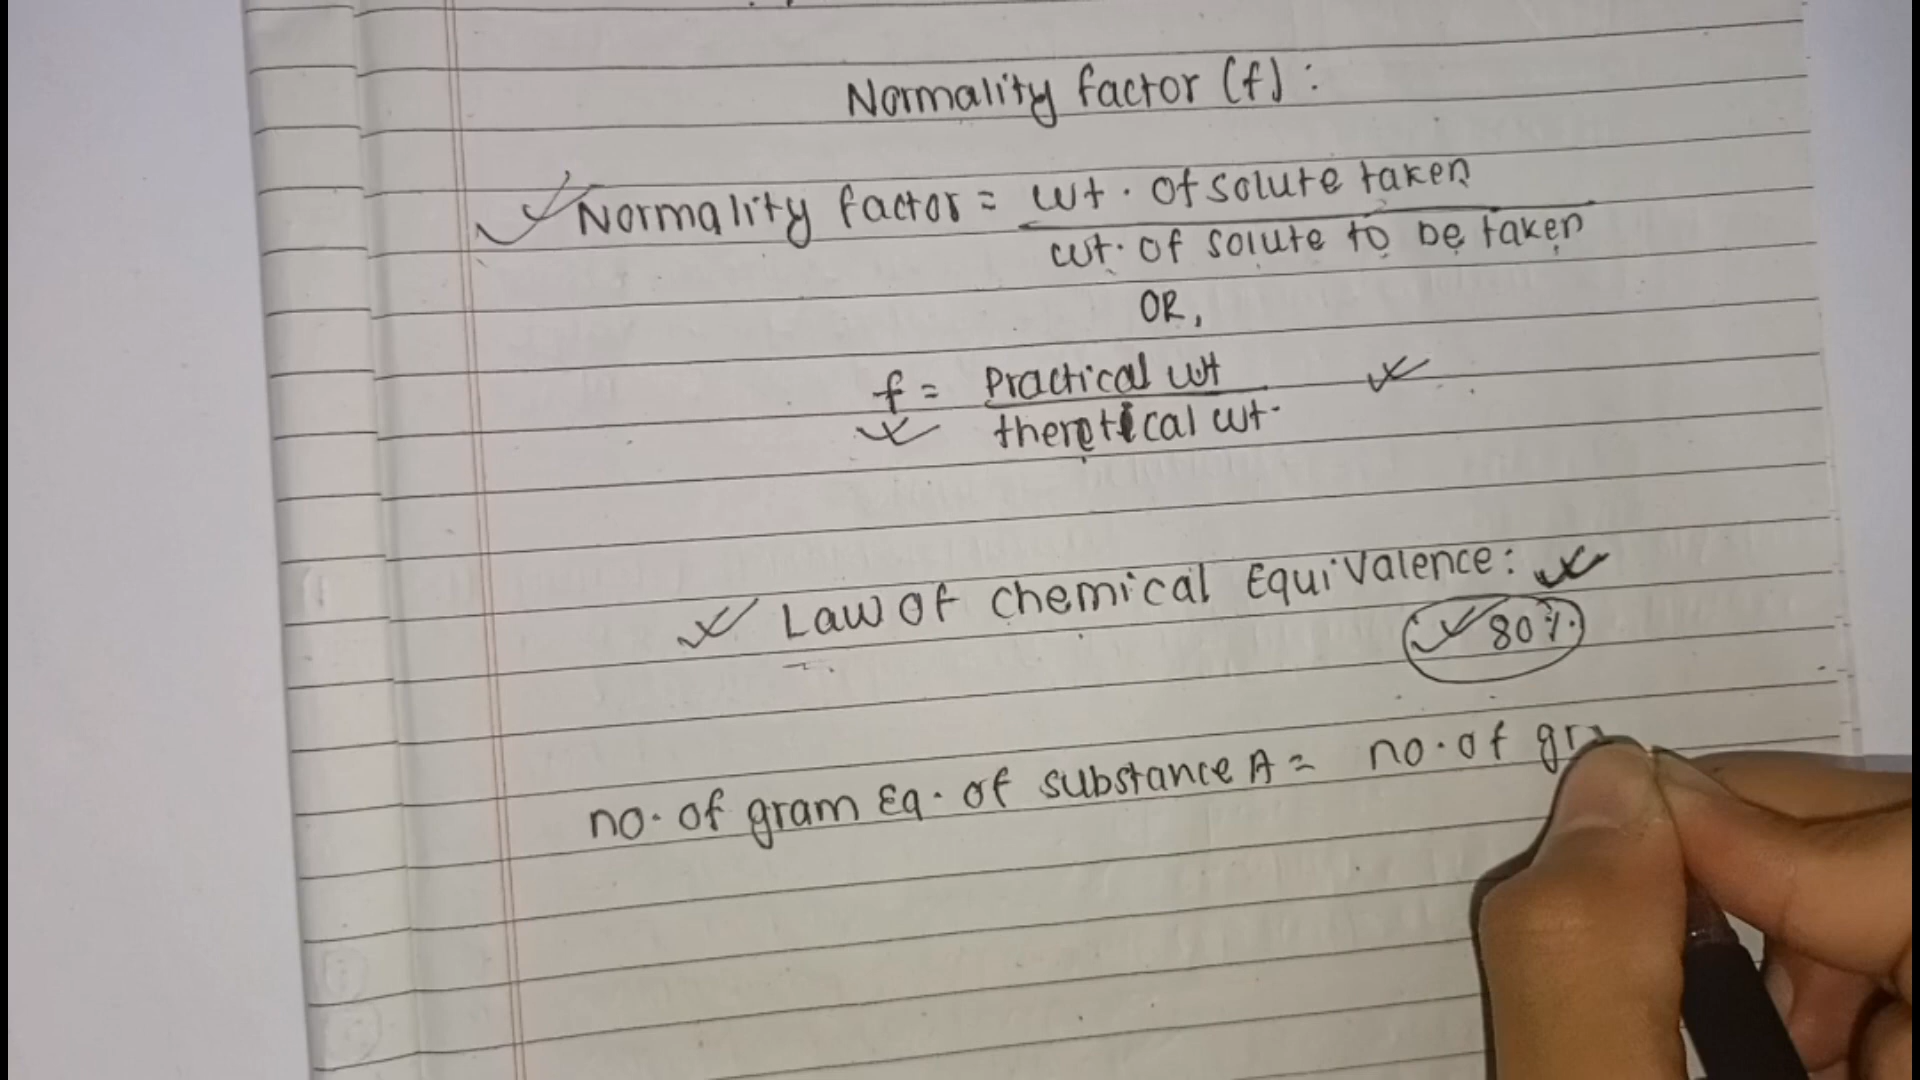 Normality factor (f) :
Normality factor = wt. of solute taken
wt. of solute to be taken
OR,
f = Practical wt
theretical wt.
Law of chemical Equivalence :
80%
no. of gram Eq. of substance A = no. of gr